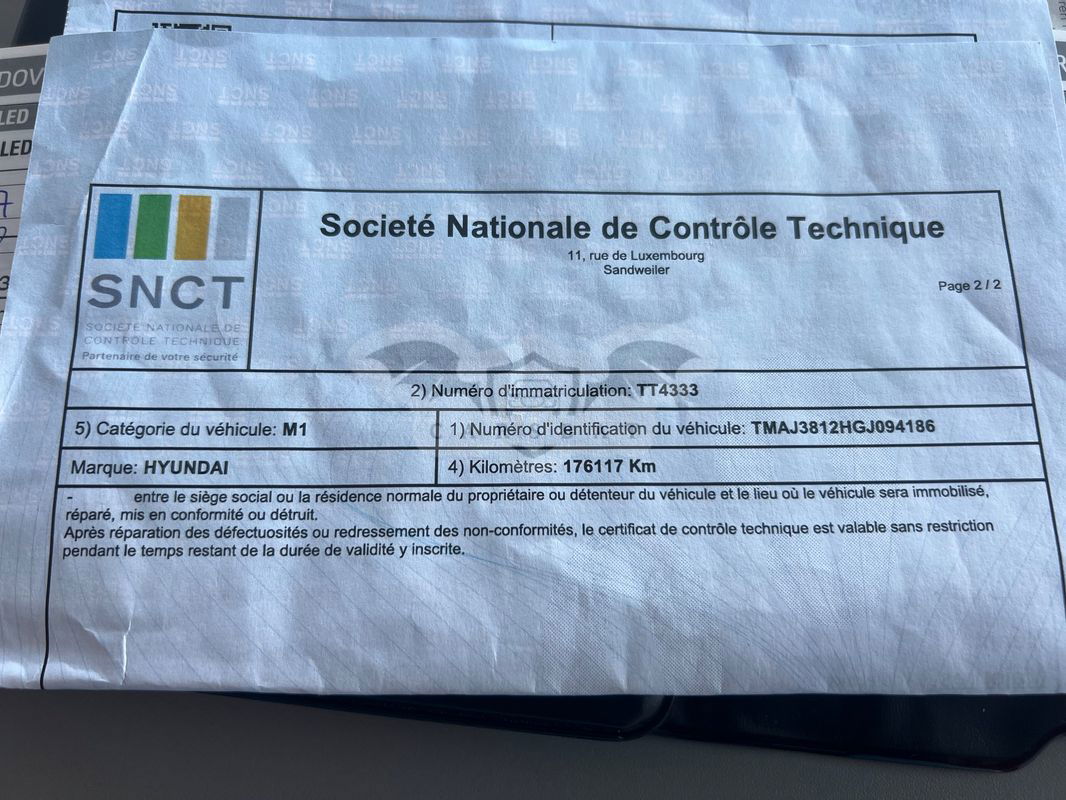 DOV
LED
LED
Societé Nationale de Contrôle Technique
11, rue de Luxembourg
Sandweiler
Page 2 / 2
SNCT
SOCIÉTÉ NATIONALE DE
CONTRÔLE TECHNIQUE
Partenaire de votre sécurité
2) Numéro d'immatriculation: TT4333
5) Catégorie du véhicule: M1
1) Numéro d'identification du véhicule: TMAJ3812HGJ094186
Marque: HYUNDAI
4) Kilomètres: 176117 Km
- entre le siège social ou la résidence normale du propriétaire ou détenteur du véhicule et le lieu où le véhicule sera immobilisé,
réparé, mis en conformité ou détruit.
Après réparation des défectuosités ou redressement des non-conformités, le certificat de contrôle technique est valable sans restriction
pendant le temps restant de la durée de validité y inscrite.